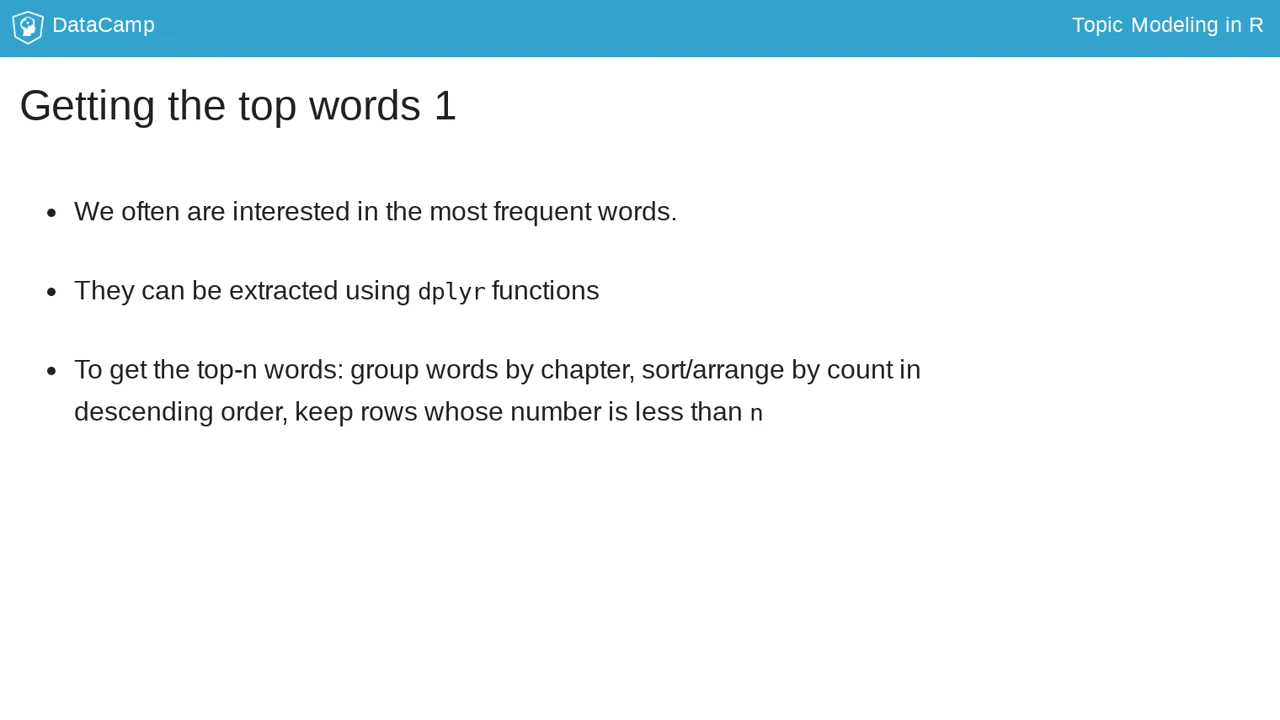 DataCamp
Topic Modeling in R
Getting the top words 1
• We often are interested in the most frequent words.
• They can be extracted using dplyr functions
• To get the top-n words: group words by chapter, sort/arrange by count in
descending order, keep rows whose number is less than n